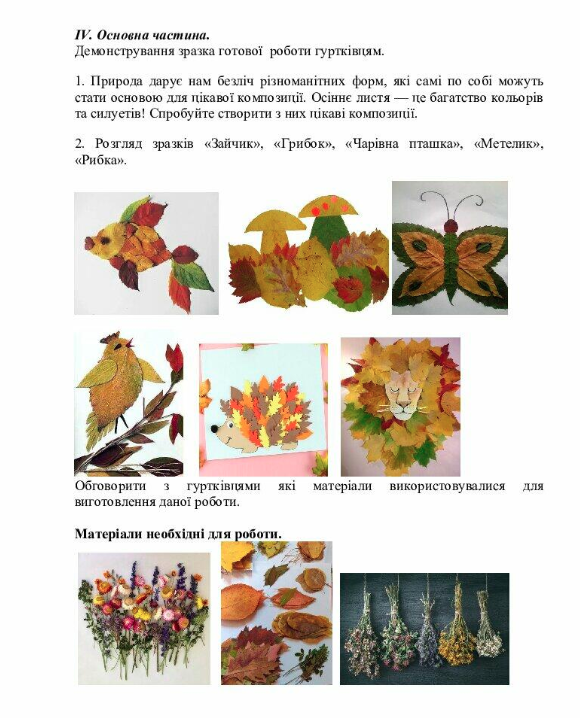 IV. Основна частина.
Демонстрування зразка готової роботи гуртківцям.
1. Природа дарує нам безліч різноманітних форм, які самі по собі можуть
стати основою для цікавої композиції. Осіннє листя — це багатство кольорів
та силуетів! Спробуйте створити з них цікаві композиції.
2. Розгляд зразків «Зайчик», «Грибок», «Чарівна пташка», «Метелик»,
«Рибка».
Обговорити з гуртківцями які матеріали використовувалися для
виготовлення даної роботи.
Матеріали необхідні для роботи.